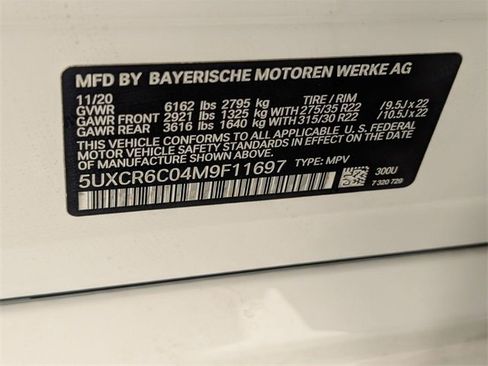 MFD BY BAYERISCHE MOTOREN WERKE AG
11/20 TIRE / RIM
GVWR 6162 lbs 2795 kg
GAWR FRONT 2921 lbs 1325 kg WITH 275/35 R22 /9.5J x 22
GAWR REAR 3616 lbs 1640 kg WITH 315/30 R22 /10.5J x 22
THIS VEHICLE CONFORMS TO ALL APPLICABLE FEDERAL
MOTOR VEHICLE SAFETY STANDARDS IN EFFECT
ON THE DATE OF MANUFACTURE SHOWN ABOVE.
5UXCR6C04M9F11697 TYPE: MPV
300U
7 320 729